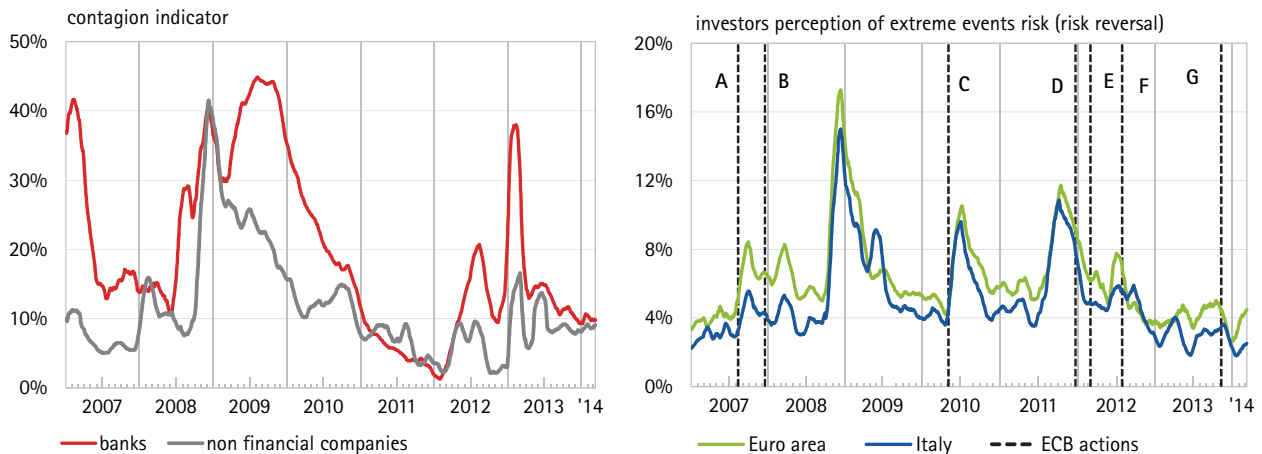 contagion indicator
50%
40%
30%
20%
10%
0%
2007 2008 2009 2010 2011 2012 2013 '14
banks non financial companies
investors perception of extreme events risk (risk reversal)
20%
16%
12%
8%
4%
0%
A B C D E F G
2007 2008 2009 2010 2011 2012 2013 '14
Euro area Italy ECB actions